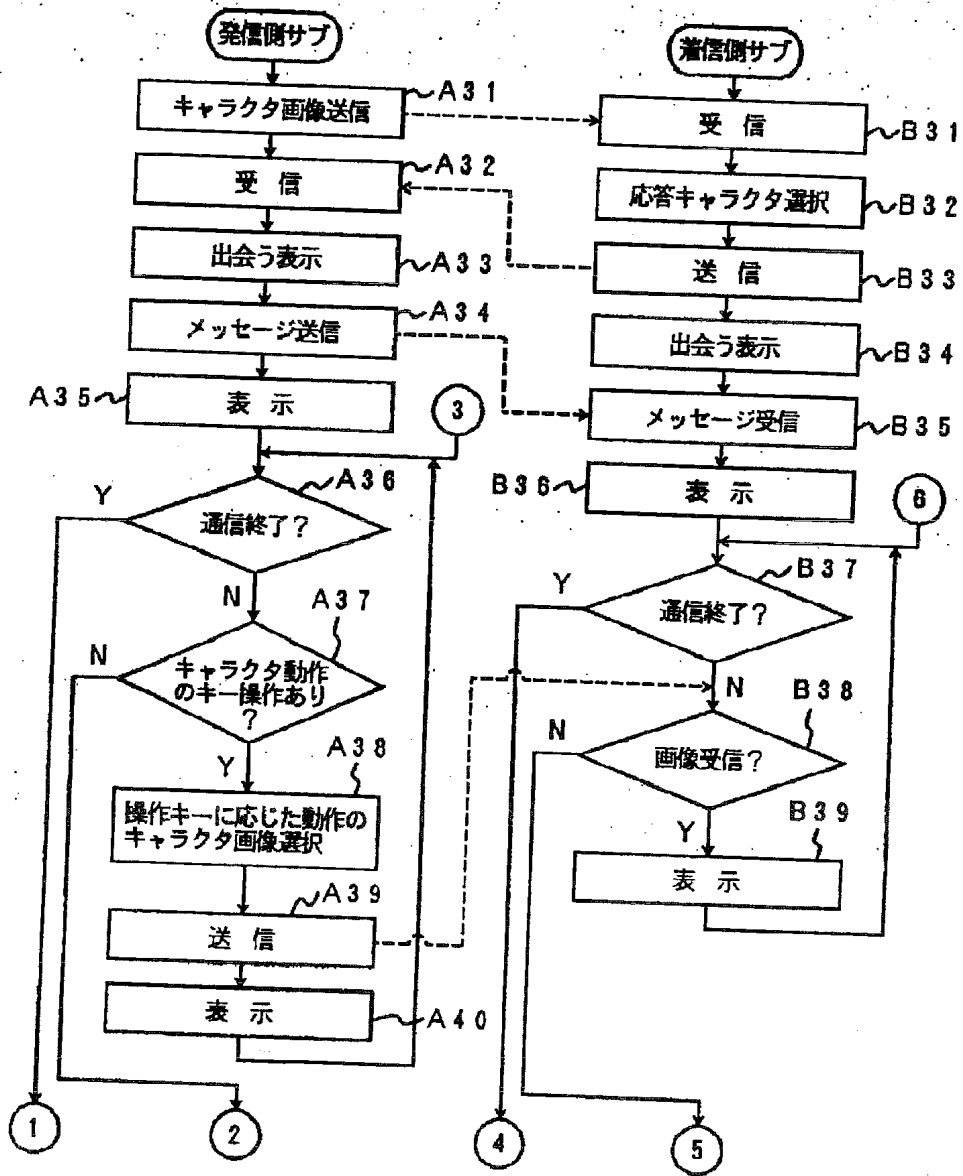 発信側サブ
キャラクタ画像送信
A31
受 信
A32
出会う表示
A33
メッセージ送信
A34
表 示
A35
3
通信終了?
A36
Y
N
キャラクタ動作
のキー操作あり
?
A37
N
Y
操作キーに応じた動作の
キャラクタ画像選択
A38
送 信
A39
表 示
A40
1
2
着信側サブ
受 信
B31
応答キャラクタ選択
B32
送 信
B33
出会う表示
B34
メッセージ受信
B35
表 示
B36
6
通信終了?
B37
Y
N
画像受信?
B38
N
Y
表 示
B39
4
5